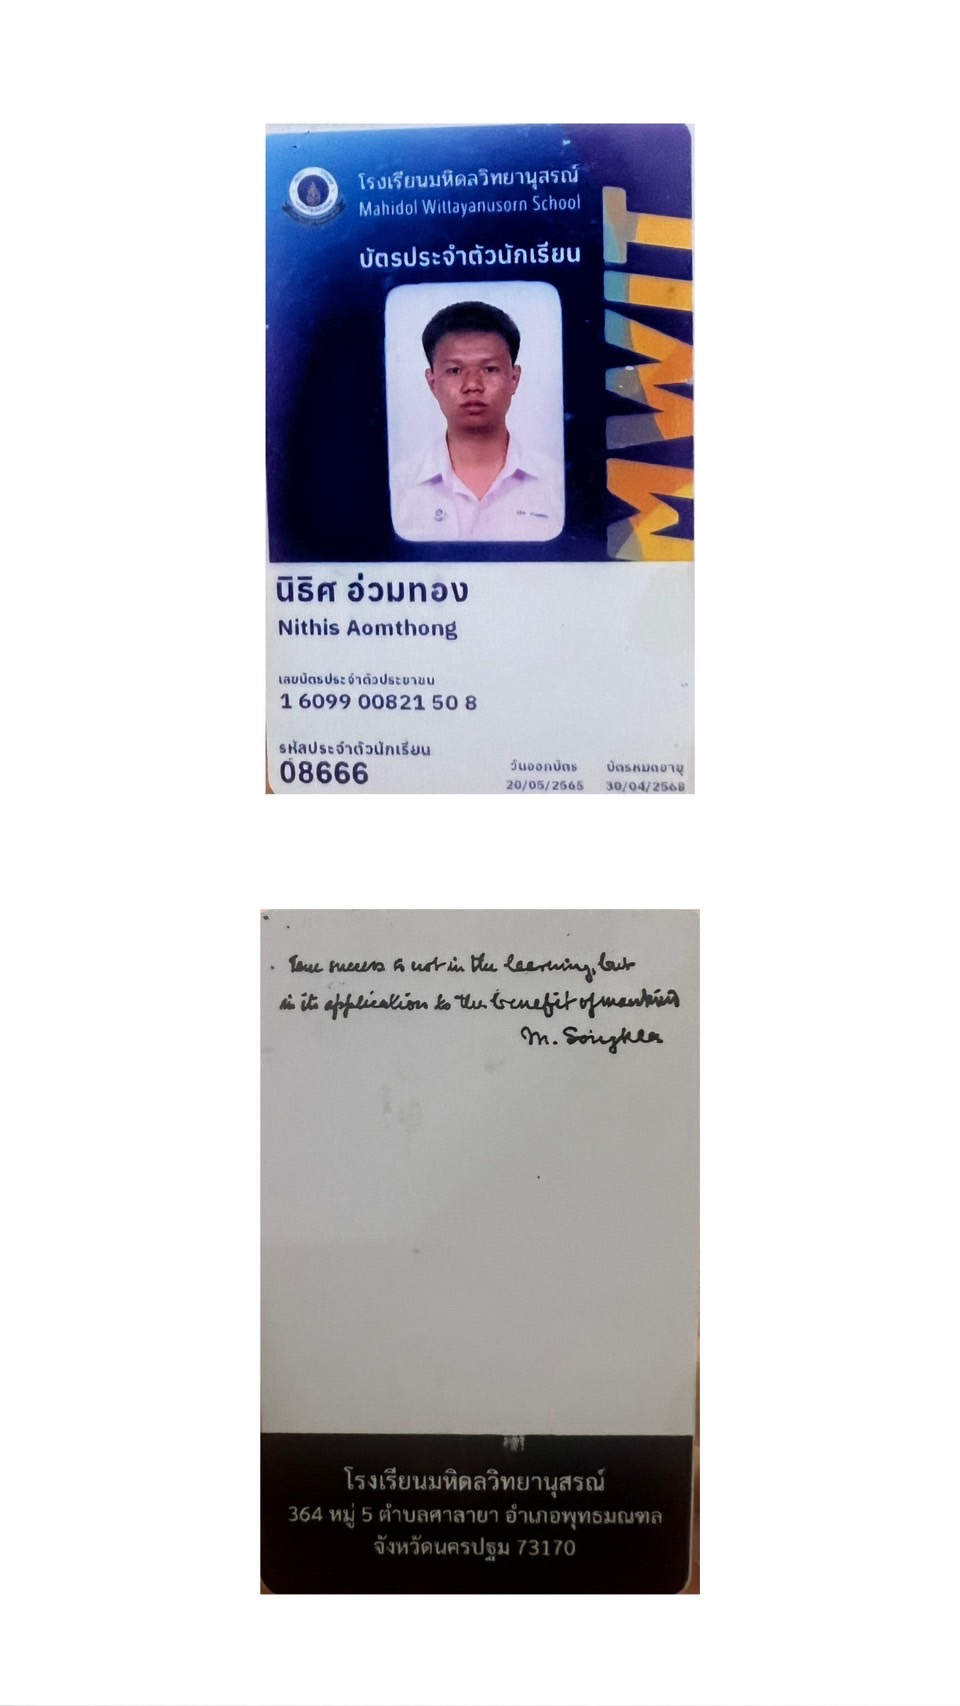 โรงเรียนมหิดลวิทยานุสรณ์
Mahidol Wittayanusorn School
บัตรประจำตัวนักเรียน
MWIT
นิธิศ อ่วมทอง
Nithis Aomthong
เลขบัตรประจำตัวประชาชน
1 6099 00821 50 8
รหัสประจำตัวนักเรียน
08666
วันออกบัตร บัตรหมดอายุ
20/05/2565 30/04/2568
True success is not in the learning, but
in its application to the benefit of mankind
M. Songkla
โรงเรียนมหิดลวิทยานุสรณ์
364 หมู่ 5 ตำบลศาลายา อำเภอพุทธมณฑล
จังหวัดนครปฐม 73170